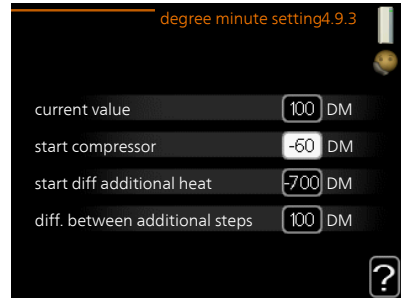 degree minute setting4.9.3
current value 100 DM
start compressor -60 DM
start diff additional heat -700 DM
diff. between additional steps 100 DM
?